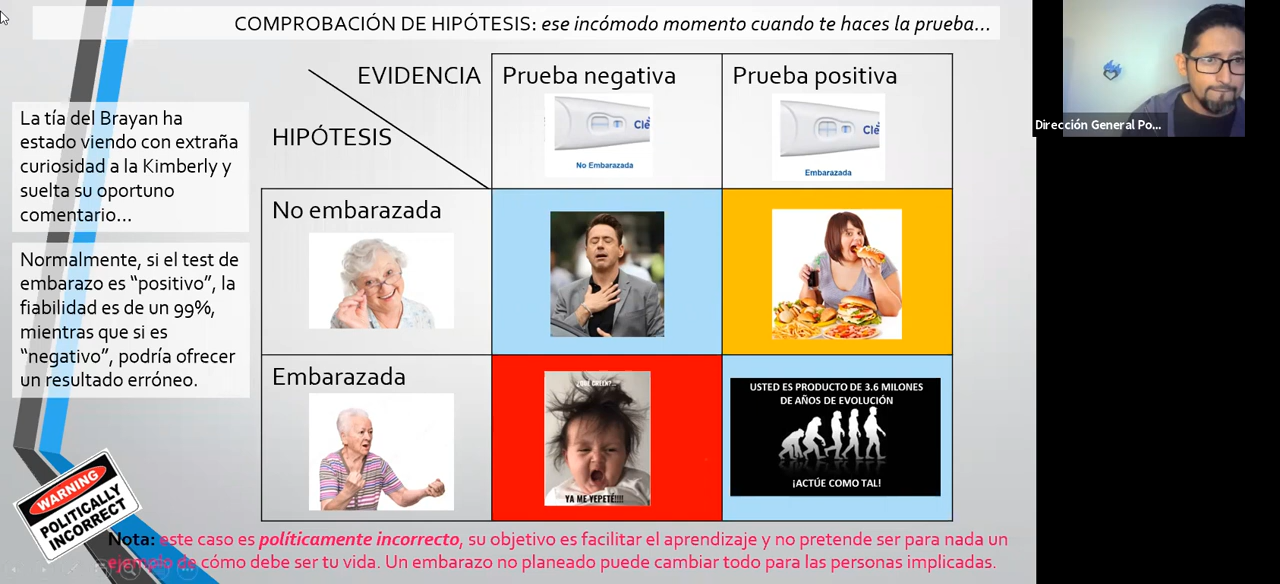 COMPROBACIÓN DE HIPÓTESIS: ese incómodo momento cuando te haces la prueba...
EVIDENCIA
HIPÓTESIS
Prueba negativa
Cle
No Embarazada
Prueba positiva
Cle
Embarazada
La tía del Brayan ha
estado viendo con extraña
curiosidad a la Kimberly y
suelta su oportuno
comentario...
Normalmente, si el test de
embarazo es “positivo”, la
fiabilidad es de un 99%,
mientras que si es
“negativo”, podría ofrecer
un resultado erróneo.
No embarazada
Embarazada
¿QUÉ CREEN?...
YA ME VEPETÉ!!!!
USTED ES PRODUCTO DE 3.6 MILONES
DE AÑOS DE EVOLUCIÓN
¡ACTÚE COMO TAL!
WARNING
POLITICALLY
INCORRECT
Nota: este caso es políticamente incorrecto, su objetivo es facilitar el aprendizaje y no pretende ser para nada un
ejemplo de cómo debe ser tu vida. Un embarazo no planeado puede cambiar todo para las personas implicadas.
Dirección General Po...